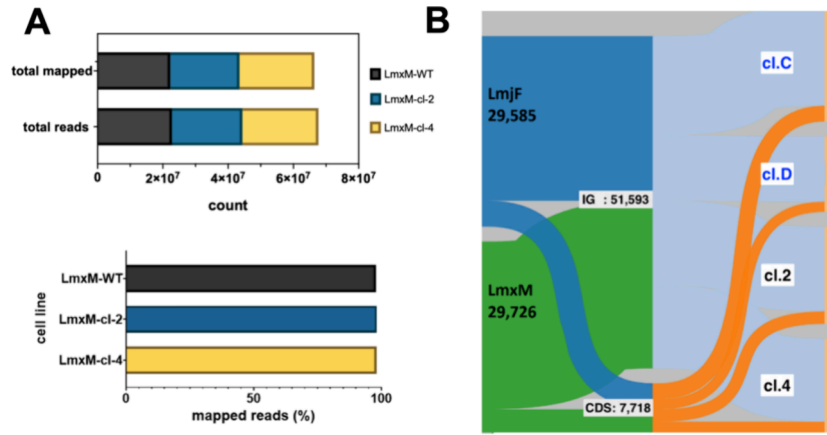 A
total mapped
total reads
0
2×10⁷
4×10⁷
6×10⁷
8×10⁷
count
LmxM-WT
LmxM-cl-2
LmxM-cl-4
cell line
LmxM-WT
LmxM-cl-2
LmxM-cl-4
0
50
100
mapped reads (%)
B
LmjF
29,585
IG : 51,593
LmxM
29,726
CDS: 7,718
cl.C
cl.D
cl.2
cl.4